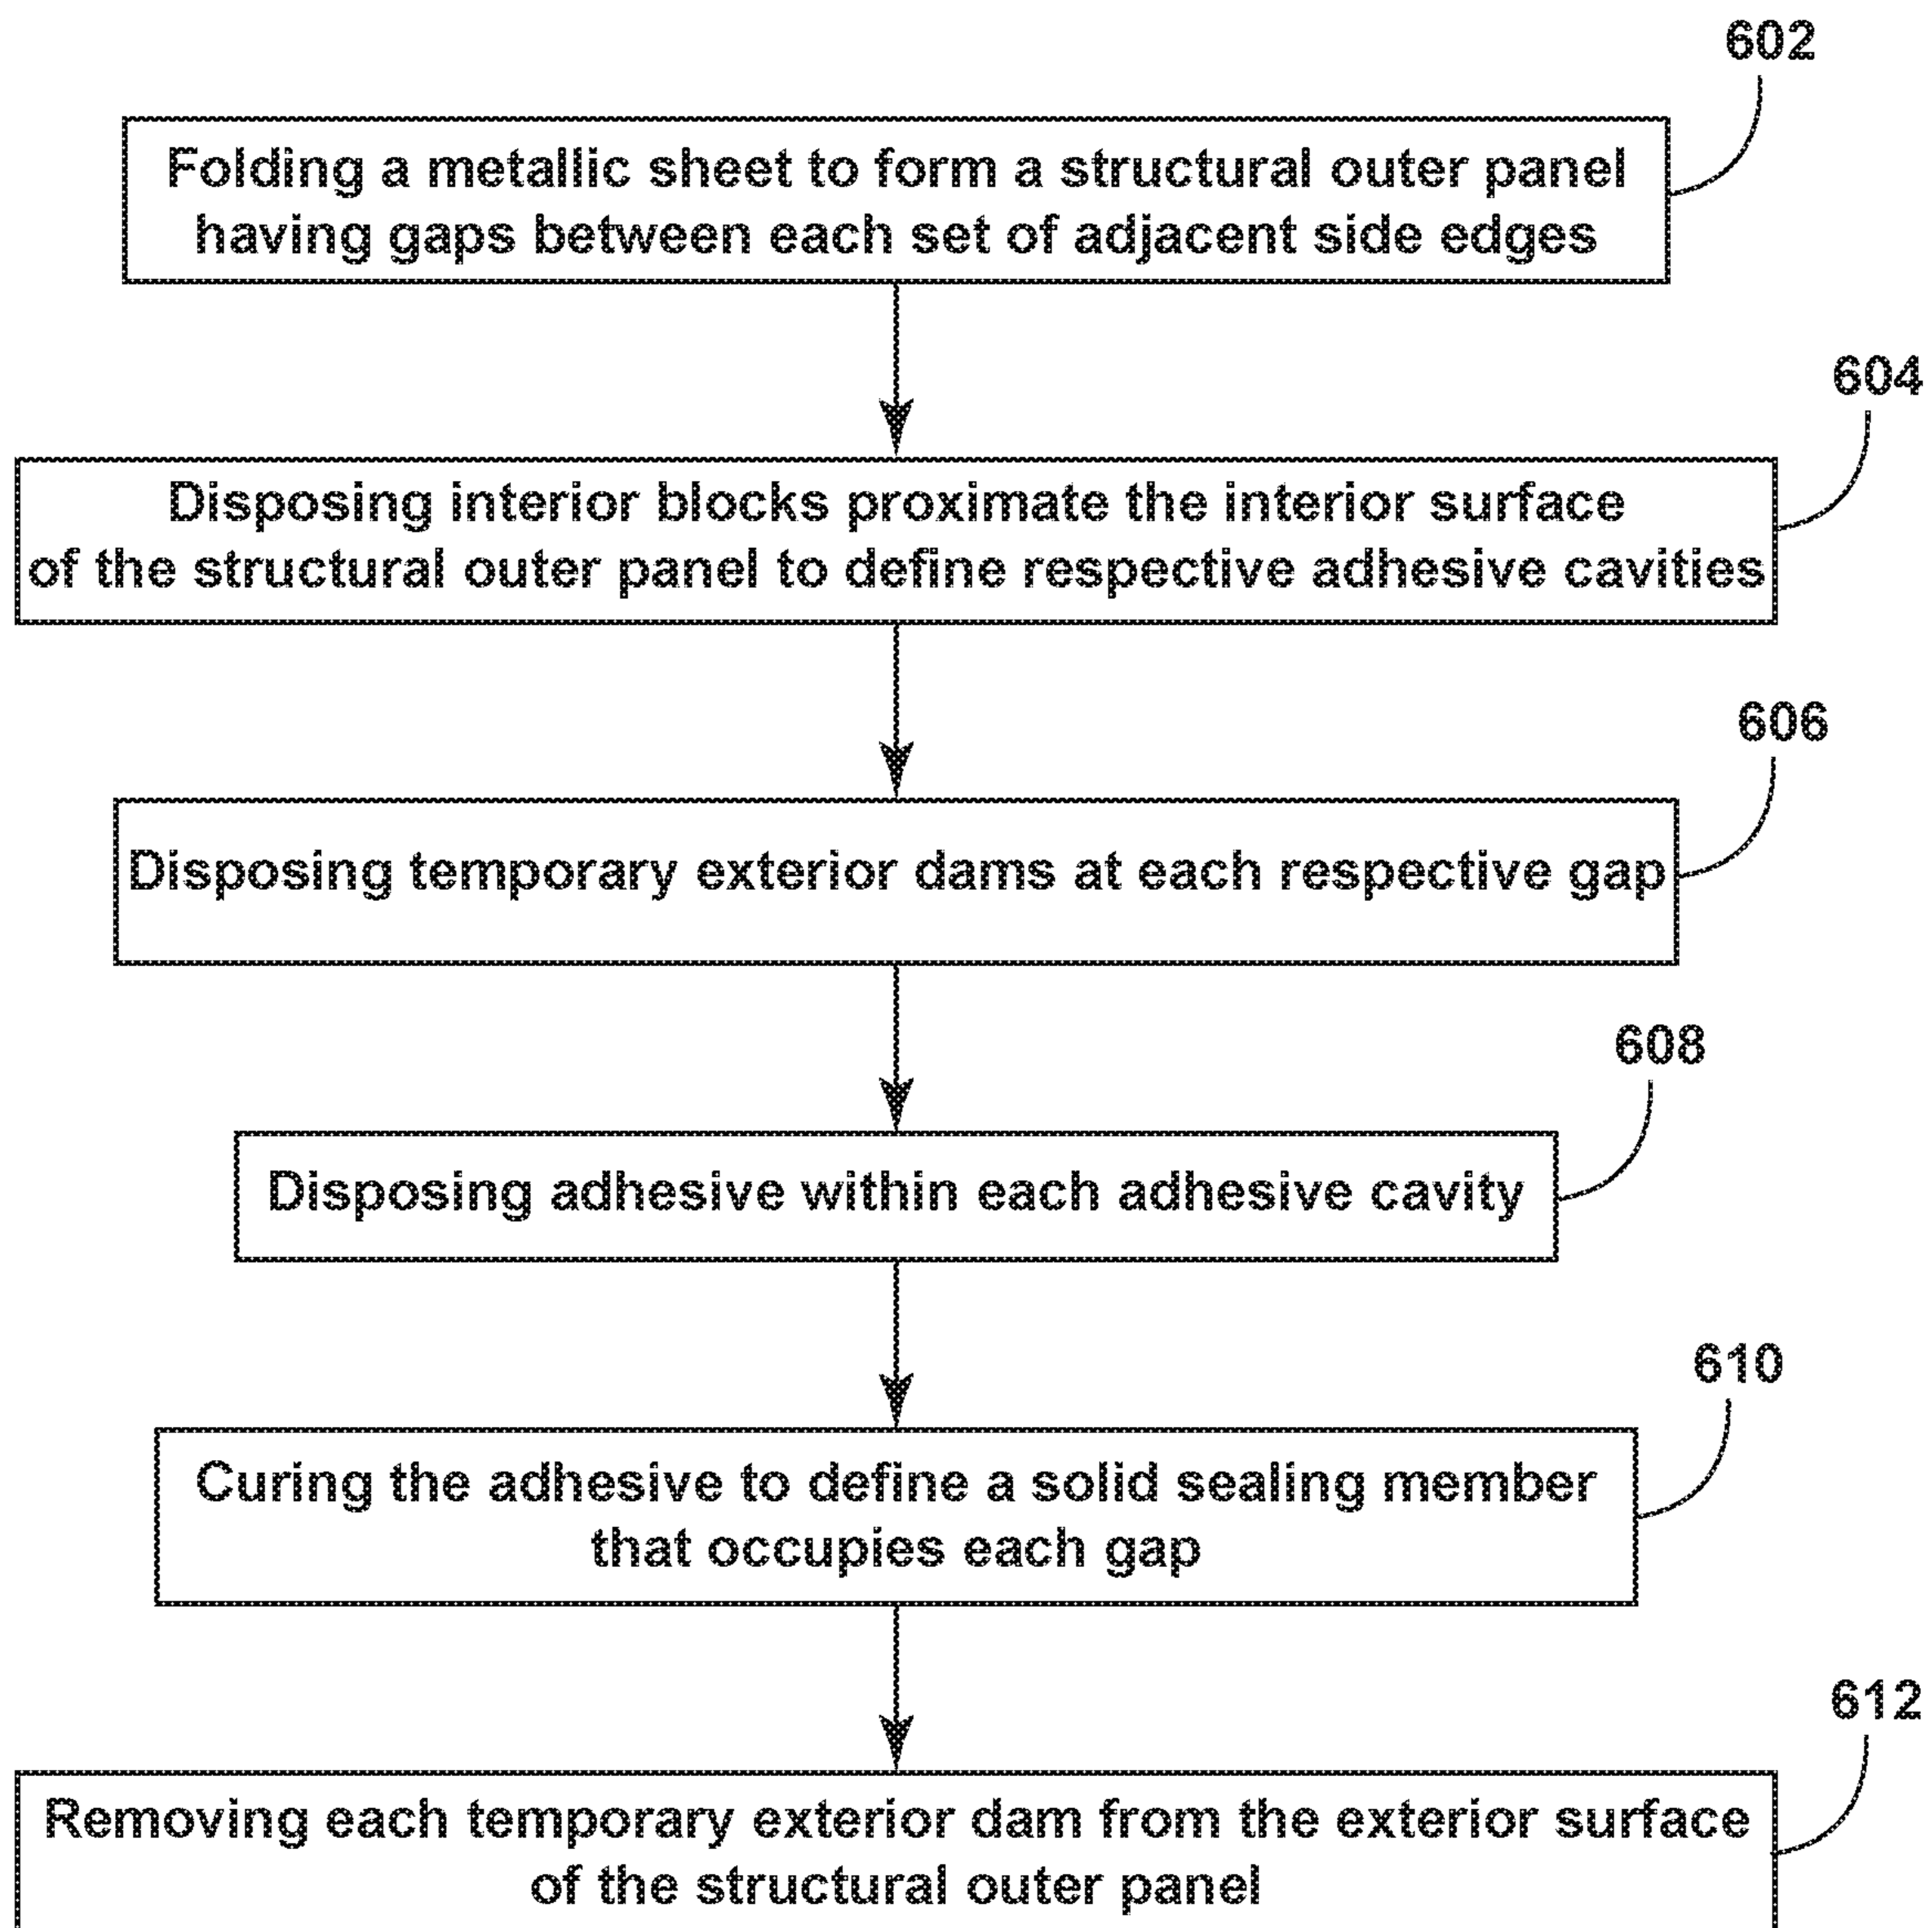 602
Folding a metallic sheet to form a structural outer panel
having gaps between each set of adjacent side edges
604
Disposing interior blocks proximate the interior surface
of the structural outer panel to define respective adhesive cavities
606
Disposing temporary exterior dams at each respective gap
608
Disposing adhesive within each adhesive cavity
610
Curing the adhesive to define a solid sealing member
that occupies each gap
612
Removing each temporary exterior dam from the exterior surface
of the structural outer panel